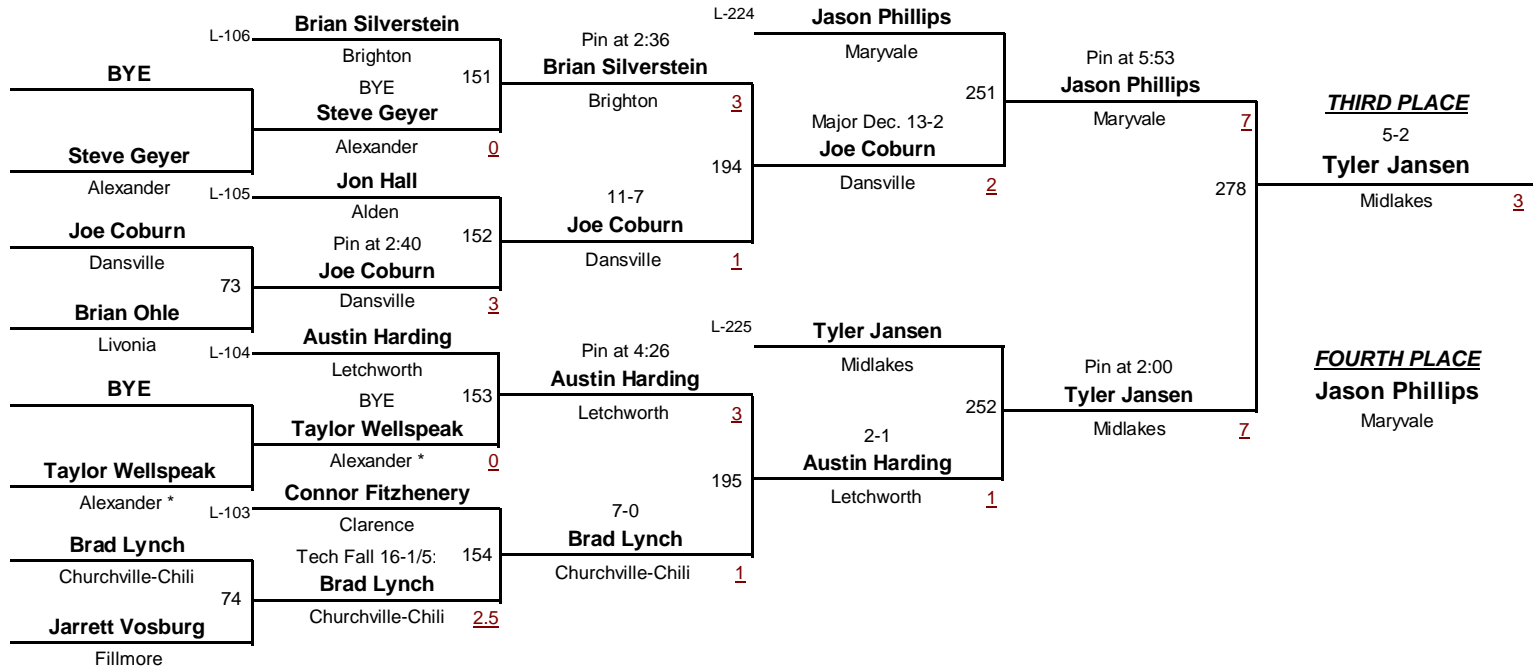 BYE
Steve Geyer
Alexander
Joe Coburn
Dansville
73
Brian Ohle
Livonia
BYE
Taylor Wellspeak
Alexander *
Brad Lynch
Churchville-Chili
74
Jarrett Vosburg
Fillmore
L-106
Brian Silverstein
Brighton
BYE
151
Steve Geyer
Alexander
0
L-105
Jon Hall
Alden
Pin at 2:40
152
Joe Coburn
Dansville
3
L-104
Austin Harding
Letchworth
BYE
153
Taylor Wellspeak
Alexander *
0
L-103
Connor Fitzhenery
Clarence
Tech Fall 16-1/5:
154
Brad Lynch
Churchville-Chili
2.5
Pin at 2:36
Brian Silverstein
Brighton
3
194
11-7
Joe Coburn
Dansville
1
Pin at 4:26
Austin Harding
Letchworth
3
195
7-0
Brad Lynch
Churchville-Chili
1
L-224
Jason Phillips
Maryvale
251
Major Dec. 13-2
Joe Coburn
Dansville
2
L-225
Tyler Jansen
Midlakes
252
2-1
Austin Harding
Letchworth
1
Pin at 5:53
Jason Phillips
Maryvale
7
278
Pin at 2:00
Tyler Jansen
Midlakes
7
THIRD PLACE
5-2
Tyler Jansen
Midlakes
3
FOURTH PLACE
Jason Phillips
Maryvale